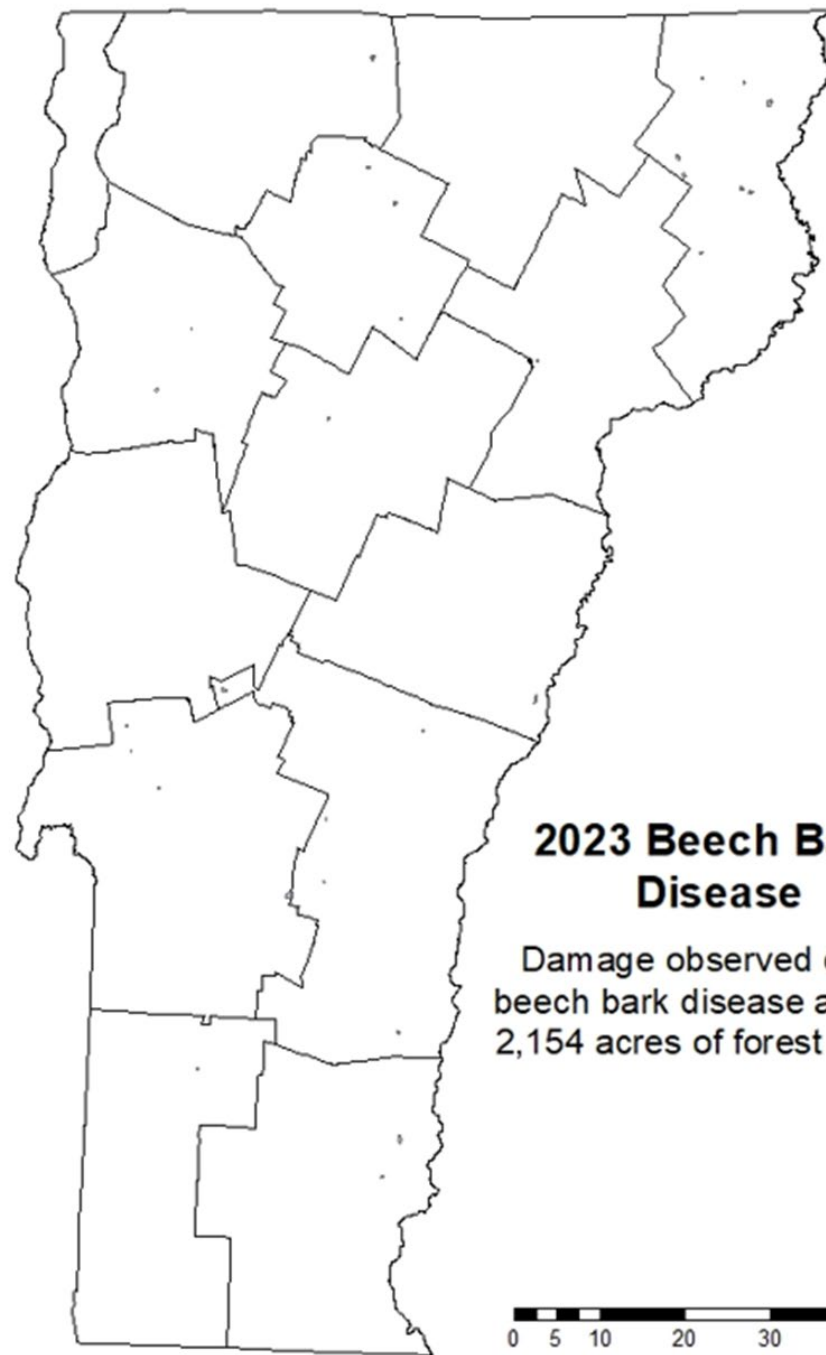 2023 Beech B
Disease
Damage observed
beech bark disease a
2,154 acres of forest
0 5 10 20 30